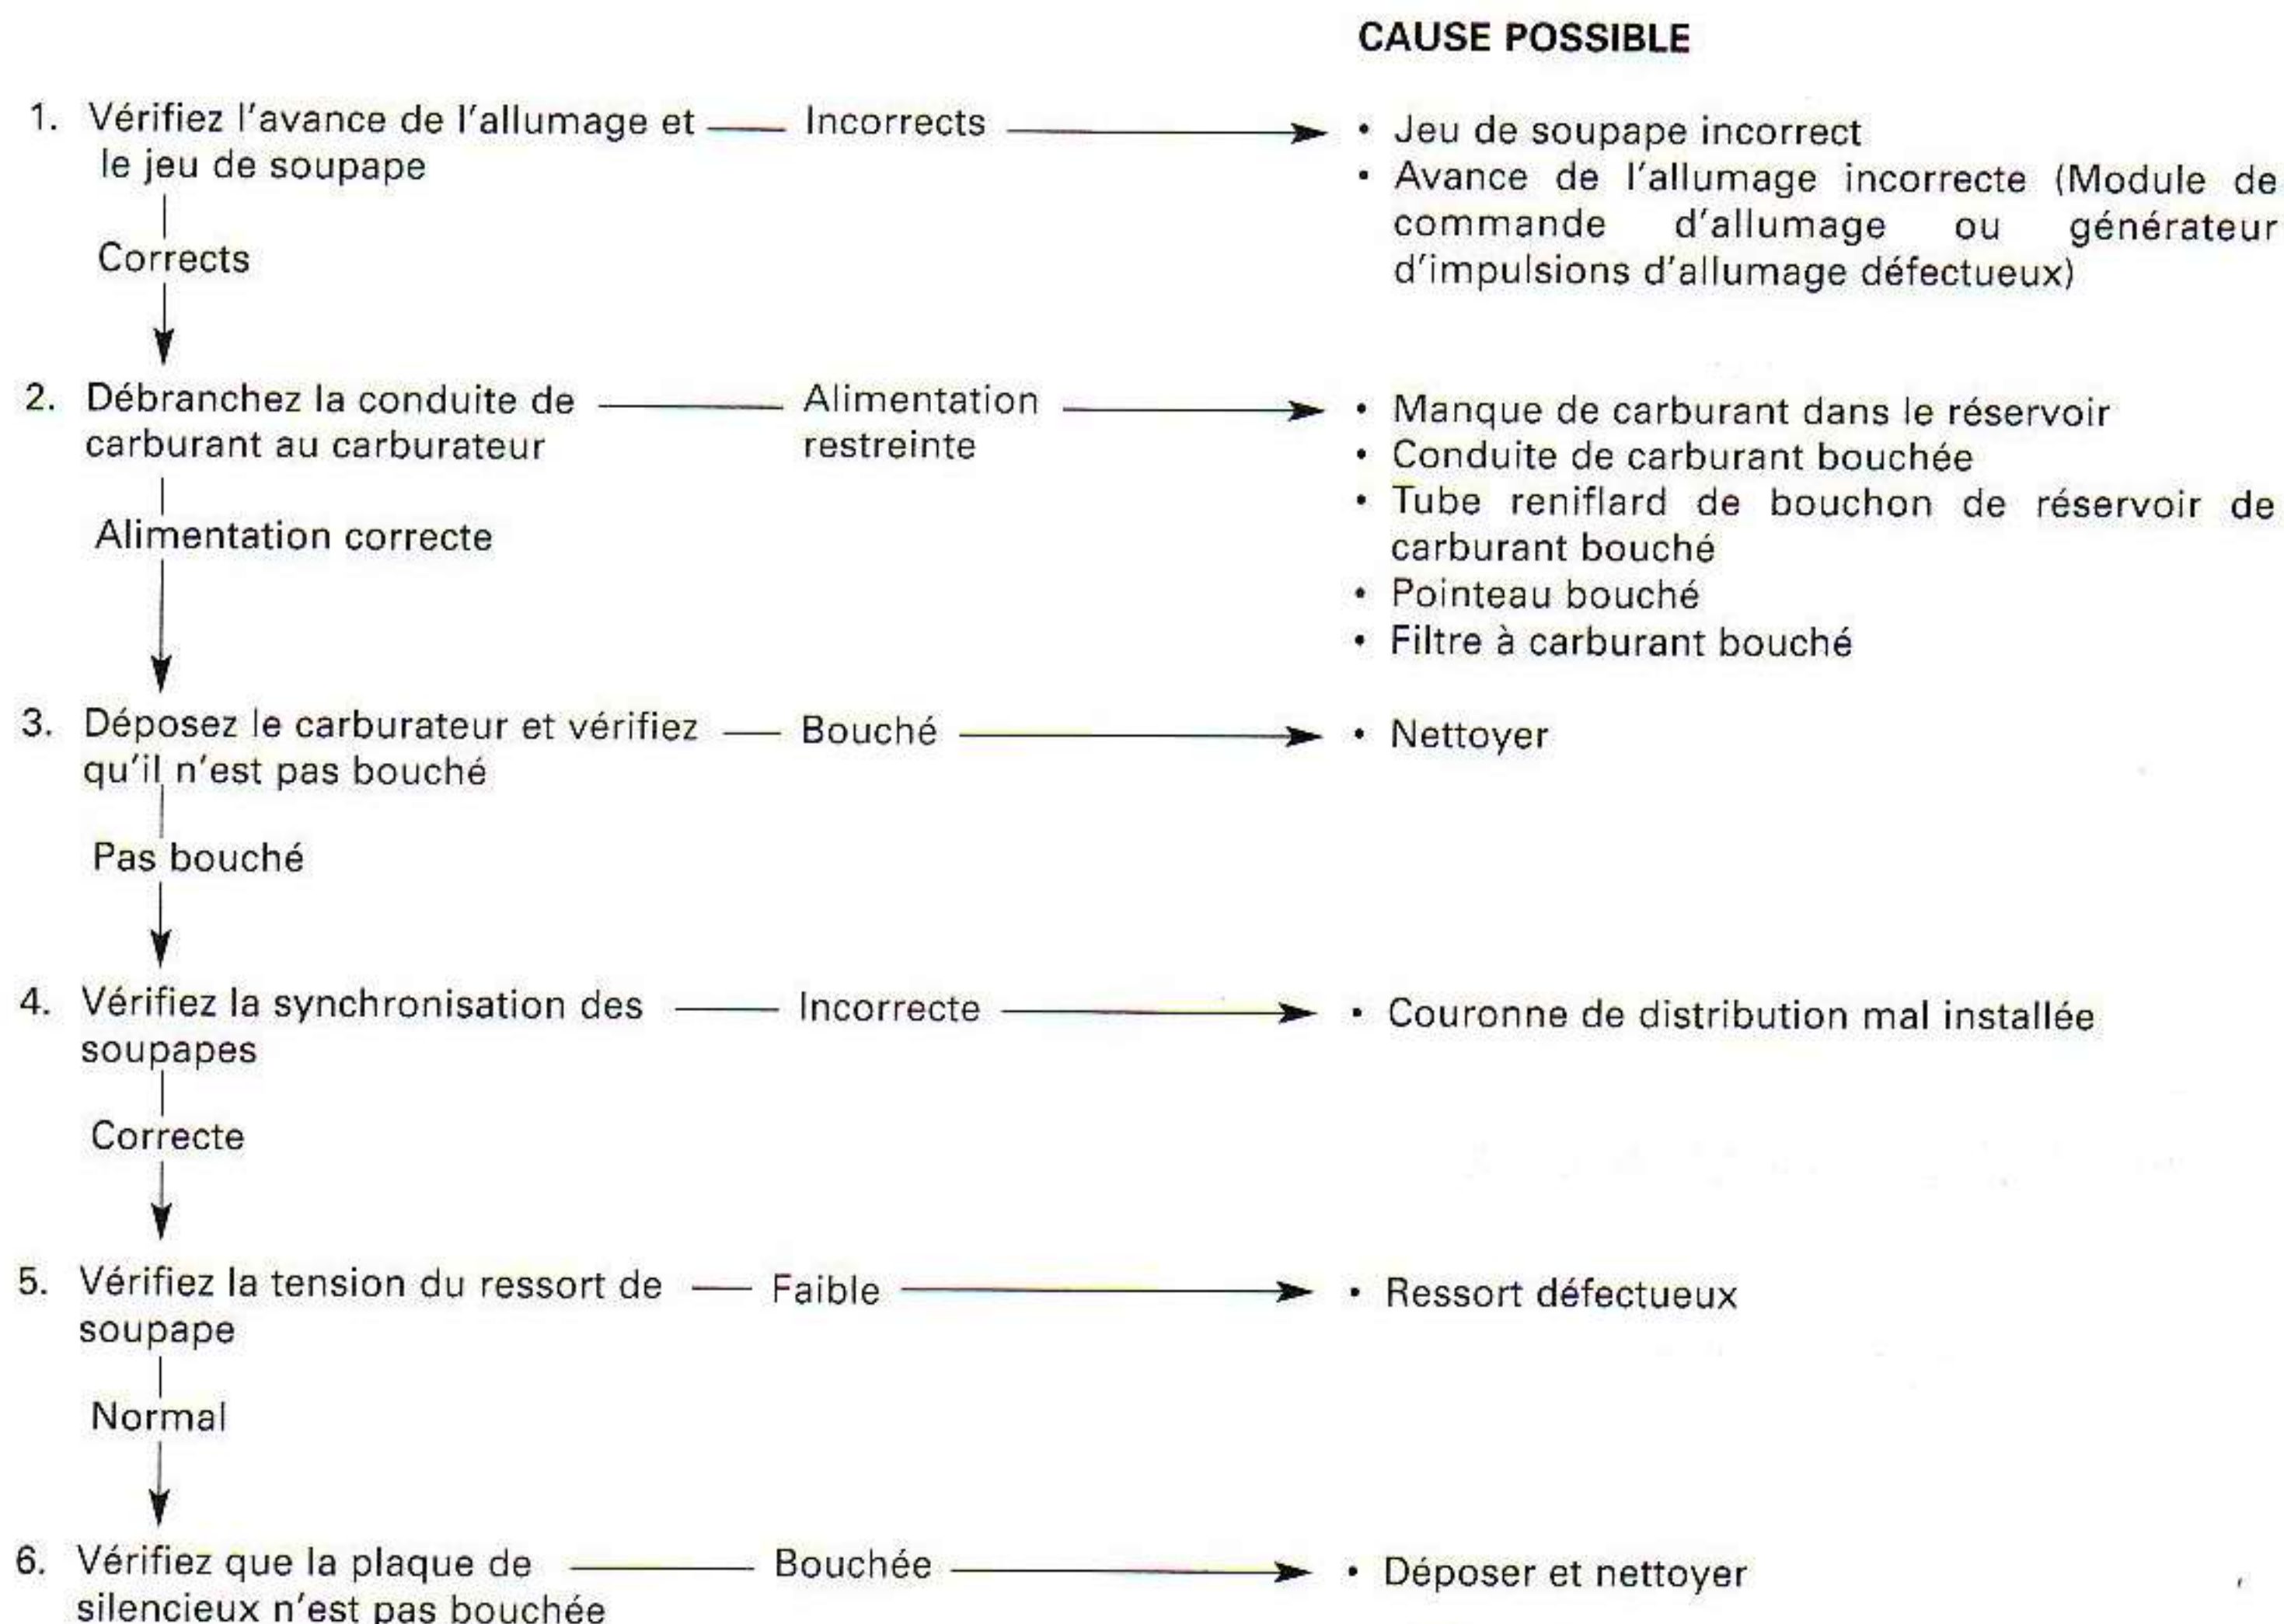 CAUSE POSSIBLE
1. Vérifiez l'avance de l'allumage et
le jeu de soupape
Incorrects
• Jeu de soupape incorrect
• Avance de l'allumage incorrecte (Module de
commande d'allumage ou générateur
d'impulsions d'allumage défectueux)
Corrects
2. Débranchez la conduite de
carburant au carburateur
Alimentation
restreinte
• Manque de carburant dans le réservoir
• Conduite de carburant bouchée
• Tube reniflard de bouchon de réservoir de
carburant bouché
• Pointeau bouché
• Filtre à carburant bouché
Alimentation correcte
3. Déposez le carburateur et vérifiez
qu'il n'est pas bouché
Bouché
• Nettoyer
Pas bouché
4. Vérifiez la synchronisation des
soupapes
Incorrecte
• Couronne de distribution mal installée
Correcte
5. Vérifiez la tension du ressort de
soupape
Faible
• Ressort défectueux
Normal
6. Vérifiez que la plaque de
silencieux n'est pas bouchée
Bouchée
• Déposer et nettoyer